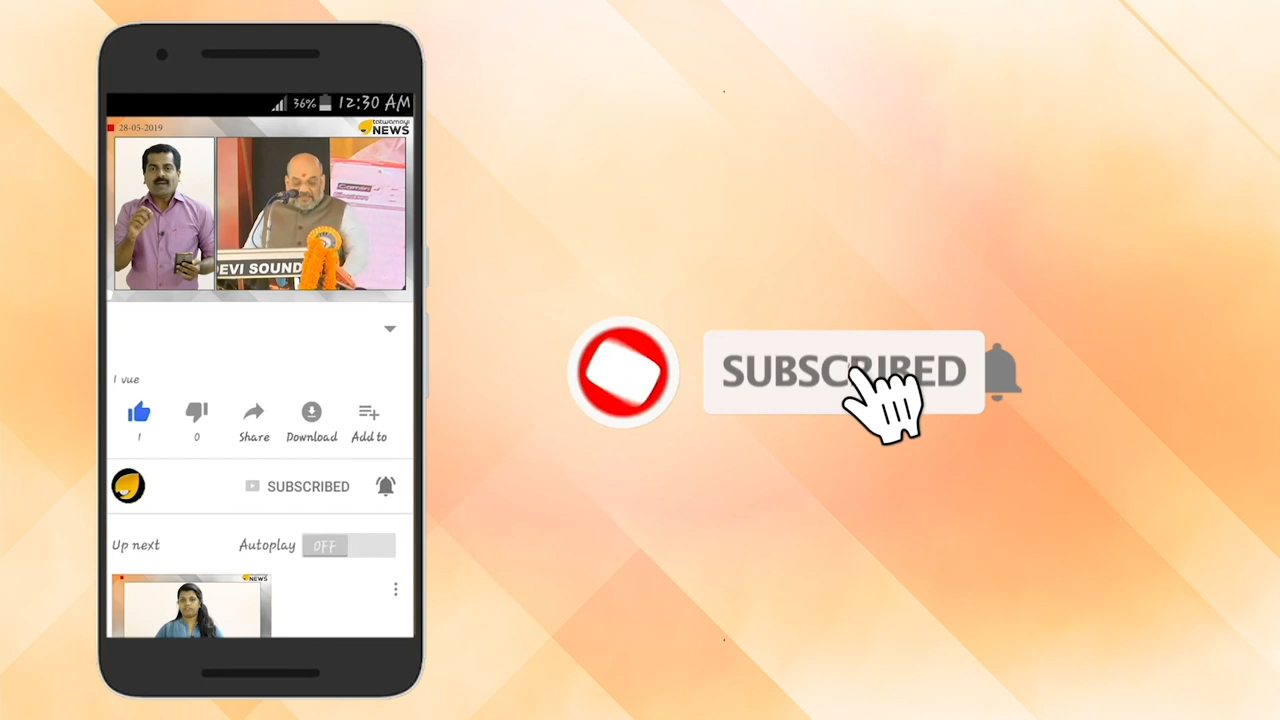 36% 12:30 AM
28-05-2019
tatwamayi
NEWS
DEVI SOUND
1 vue
1 0 Share Download Add to
SUBSCRIBED
Up next Autoplay OFF
NEWS
SUBSCRIBED